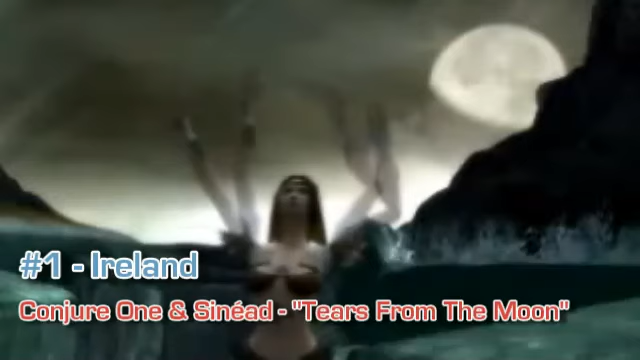 #1 - Ireland
Conjure One & Sinéad - "Tears From The Moon"